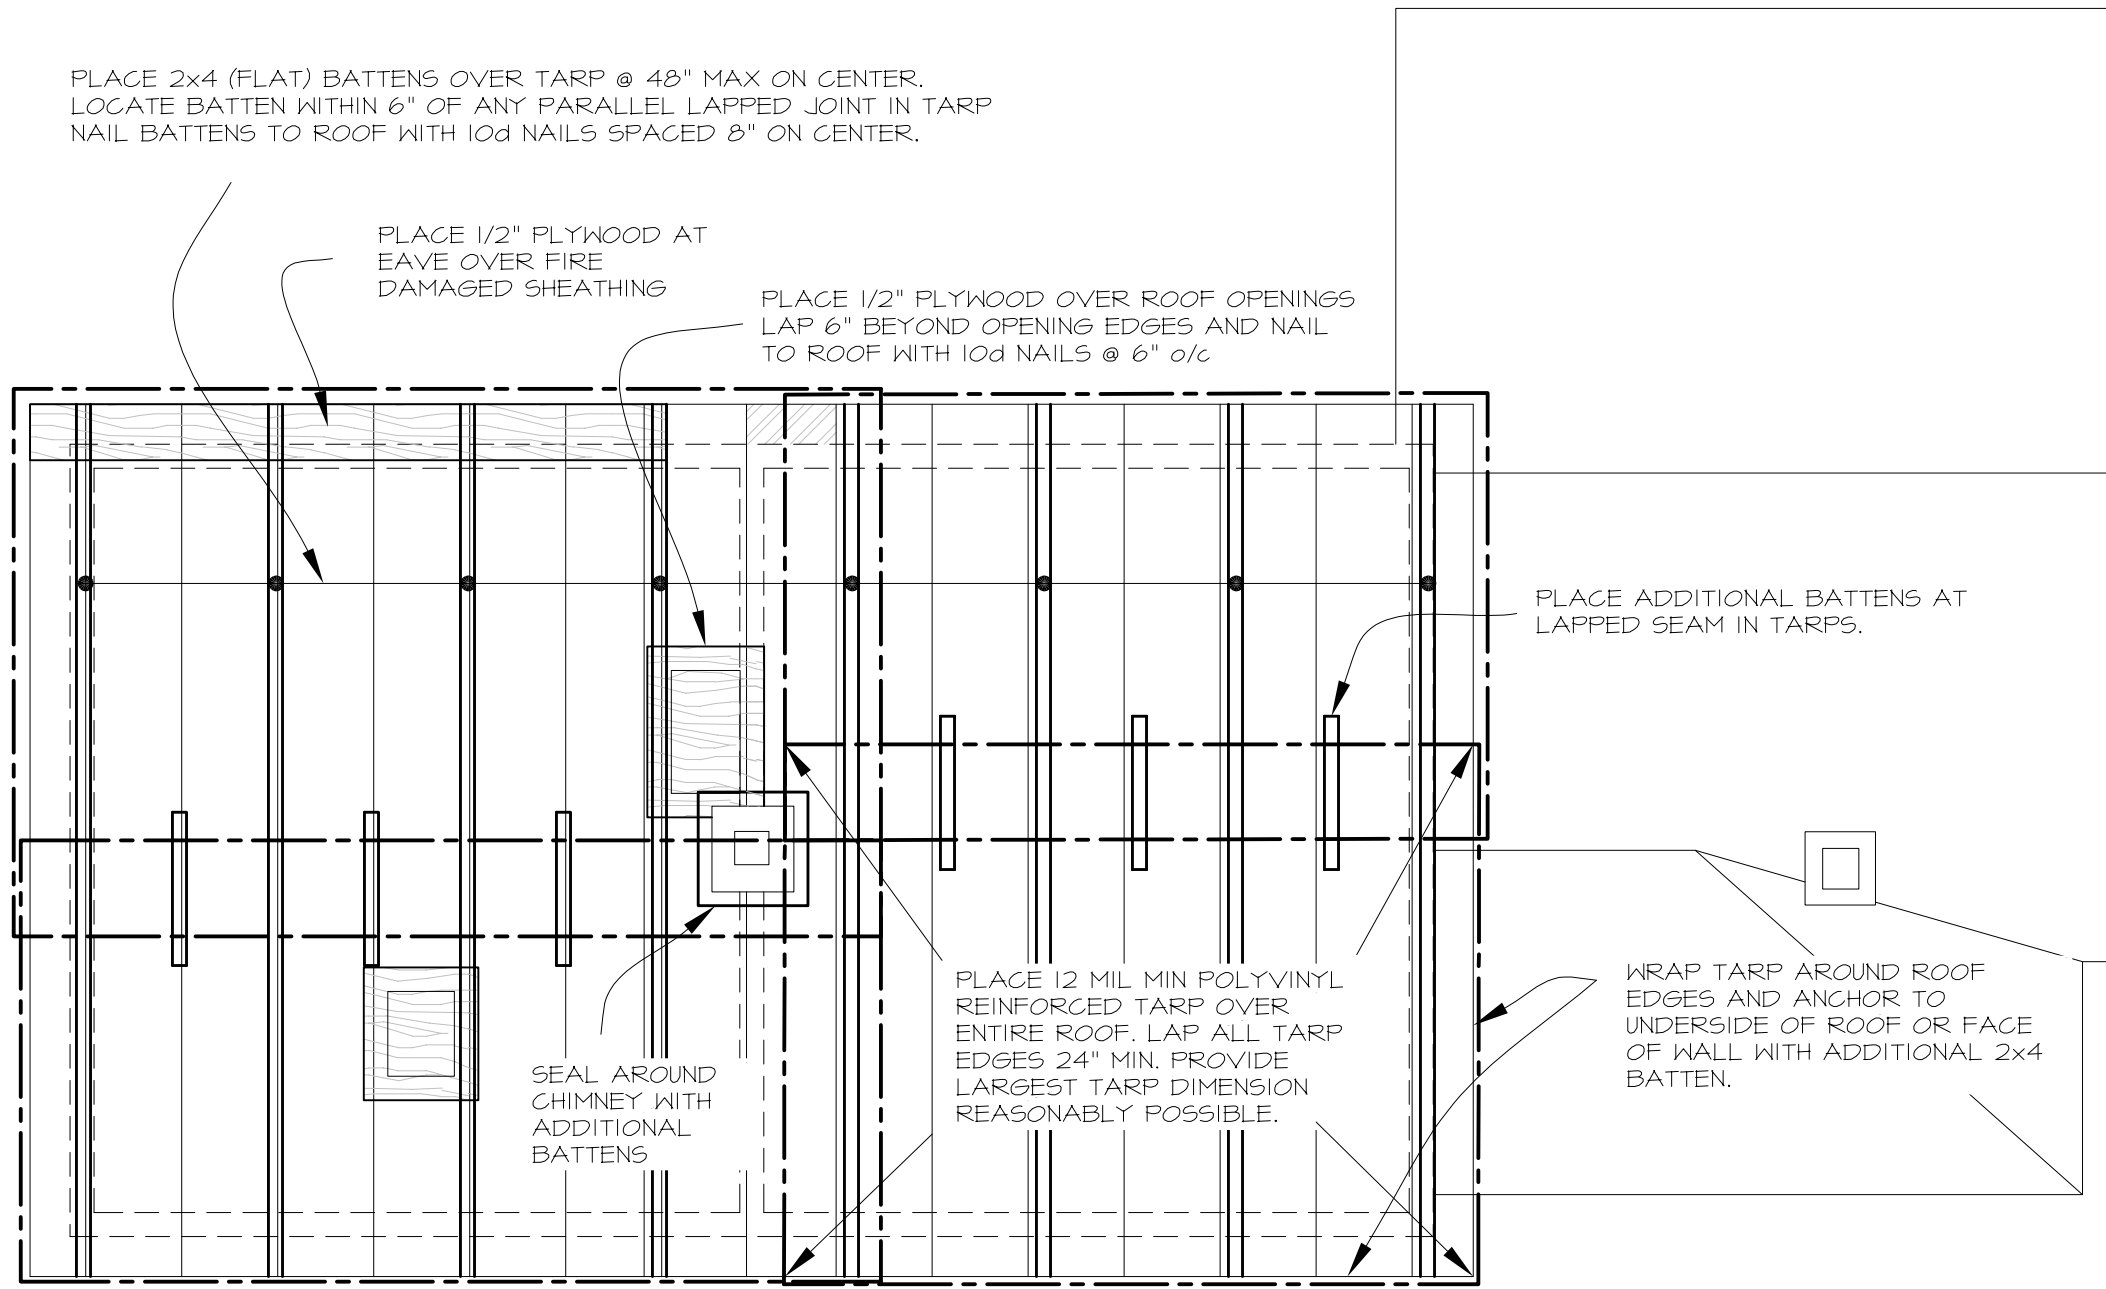 PLACE 2x4 (FLAT) BATTENS OVER TARP @ 48" MAX ON CENTER.
LOCATE BATTEN WITHIN 6" OF ANY PARALLEL LAPPED JOINT IN TARP
NAIL BATTENS TO ROOF WITH 10d NAILS SPACED 8" ON CENTER.
PLACE 1/2" PLYWOOD AT
EAVE OVER FIRE
DAMAGED SHEATHING
PLACE 1/2" PLYWOOD OVER ROOF OPENINGS
LAP 6" BEYOND OPENING EDGES AND NAIL
TO ROOF WITH 10d NAILS @ 6" o/c
PLACE ADDITIONAL BATTENS AT
LAPPED SEAM IN TARPS.
PLACE 12 MIL MIN POLYVINYL
REINFORCED TARP OVER
ENTIRE ROOF. LAP ALL TARP
EDGES 24" MIN. PROVIDE
LARGEST TARP DIMENSION
REASONABLY POSSIBLE.
WRAP TARP AROUND ROOF
EDGES AND ANCHOR TO
UNDERSIDE OF ROOF OR FACE
OF WALL WITH ADDITIONAL 2x4
BATTEN.
SEAL AROUND
CHIMNEY WITH
ADDITIONAL
BATTENS